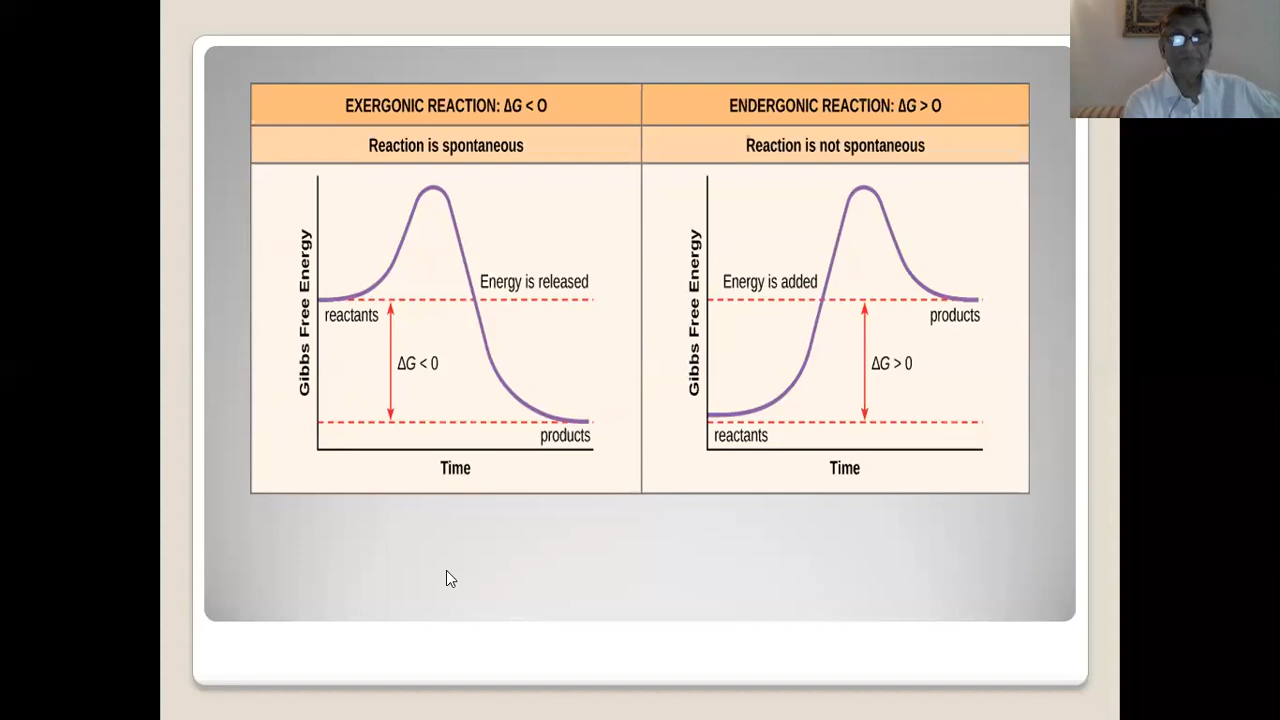 EXERGONIC REACTION: ΔG < O
Reaction is spontaneous
Gibbs Free Energy
Energy is released
reactants
ΔG < 0
products
Time
ENDERGONIC REACTION: ΔG > O
Reaction is not spontaneous
Gibbs Free Energy
Energy is added
products
ΔG > 0
reactants
Time